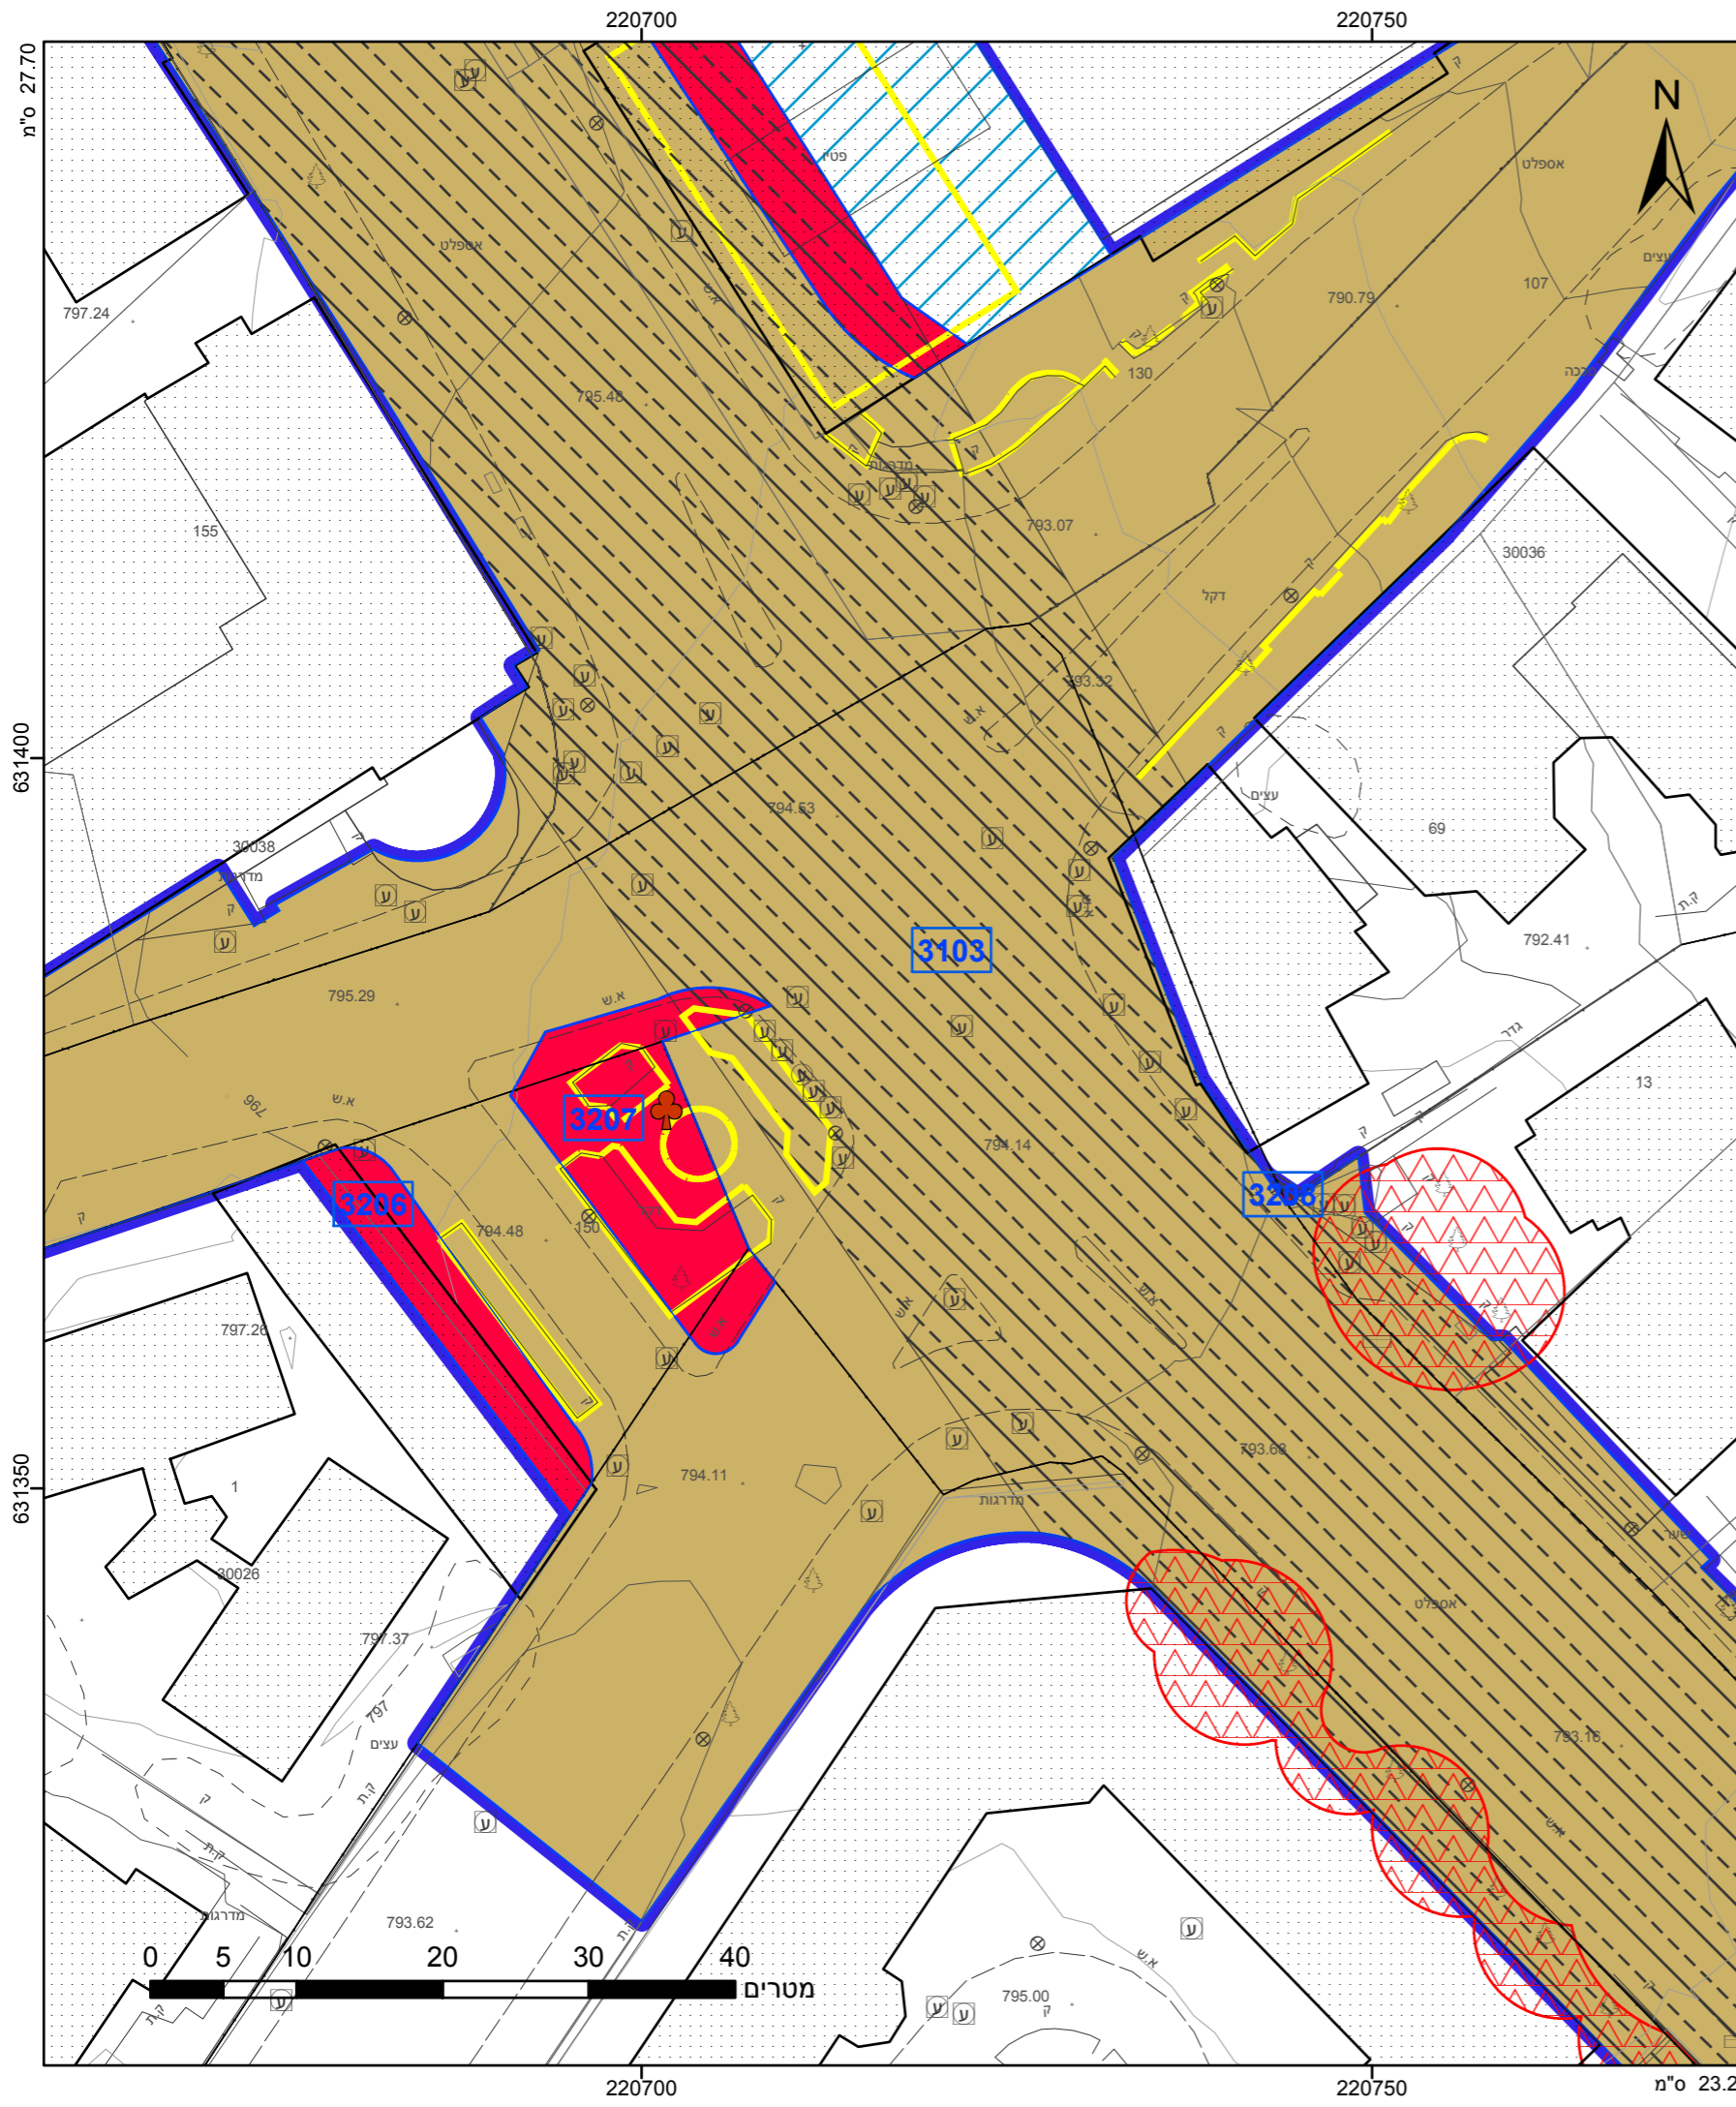 220700
220750
27.70 ס"מ
N
פטיו
אספלט
אספלט
עצים
797.24
א.ש
790.79
107
130
795.48
מדרגות
ק
155
793.07
30036
דקל
ק
793.32
א.ש
631400
ק
עצים
794.53
69
30038
מדרגות
ק
ק.ת
3103
792.41
795.29
א.ש
גדר
13
796
א.ש
3207
794.14
3206
3208
794.48
150
ק
א.ש
א.ש
א.ש
797.26
793.68
794.11
631350
1
מדרגות
שער
30026
אספלט
797.37
797
793.16
עצים
ק.ת
ק
ק.ת
א.ש
מדרגות
793.62
ק.ת
א.ש
0 5 10 20 30 40
מטרים
795.00
ק
ק.ת
220700
220750
23.2 ס"מ